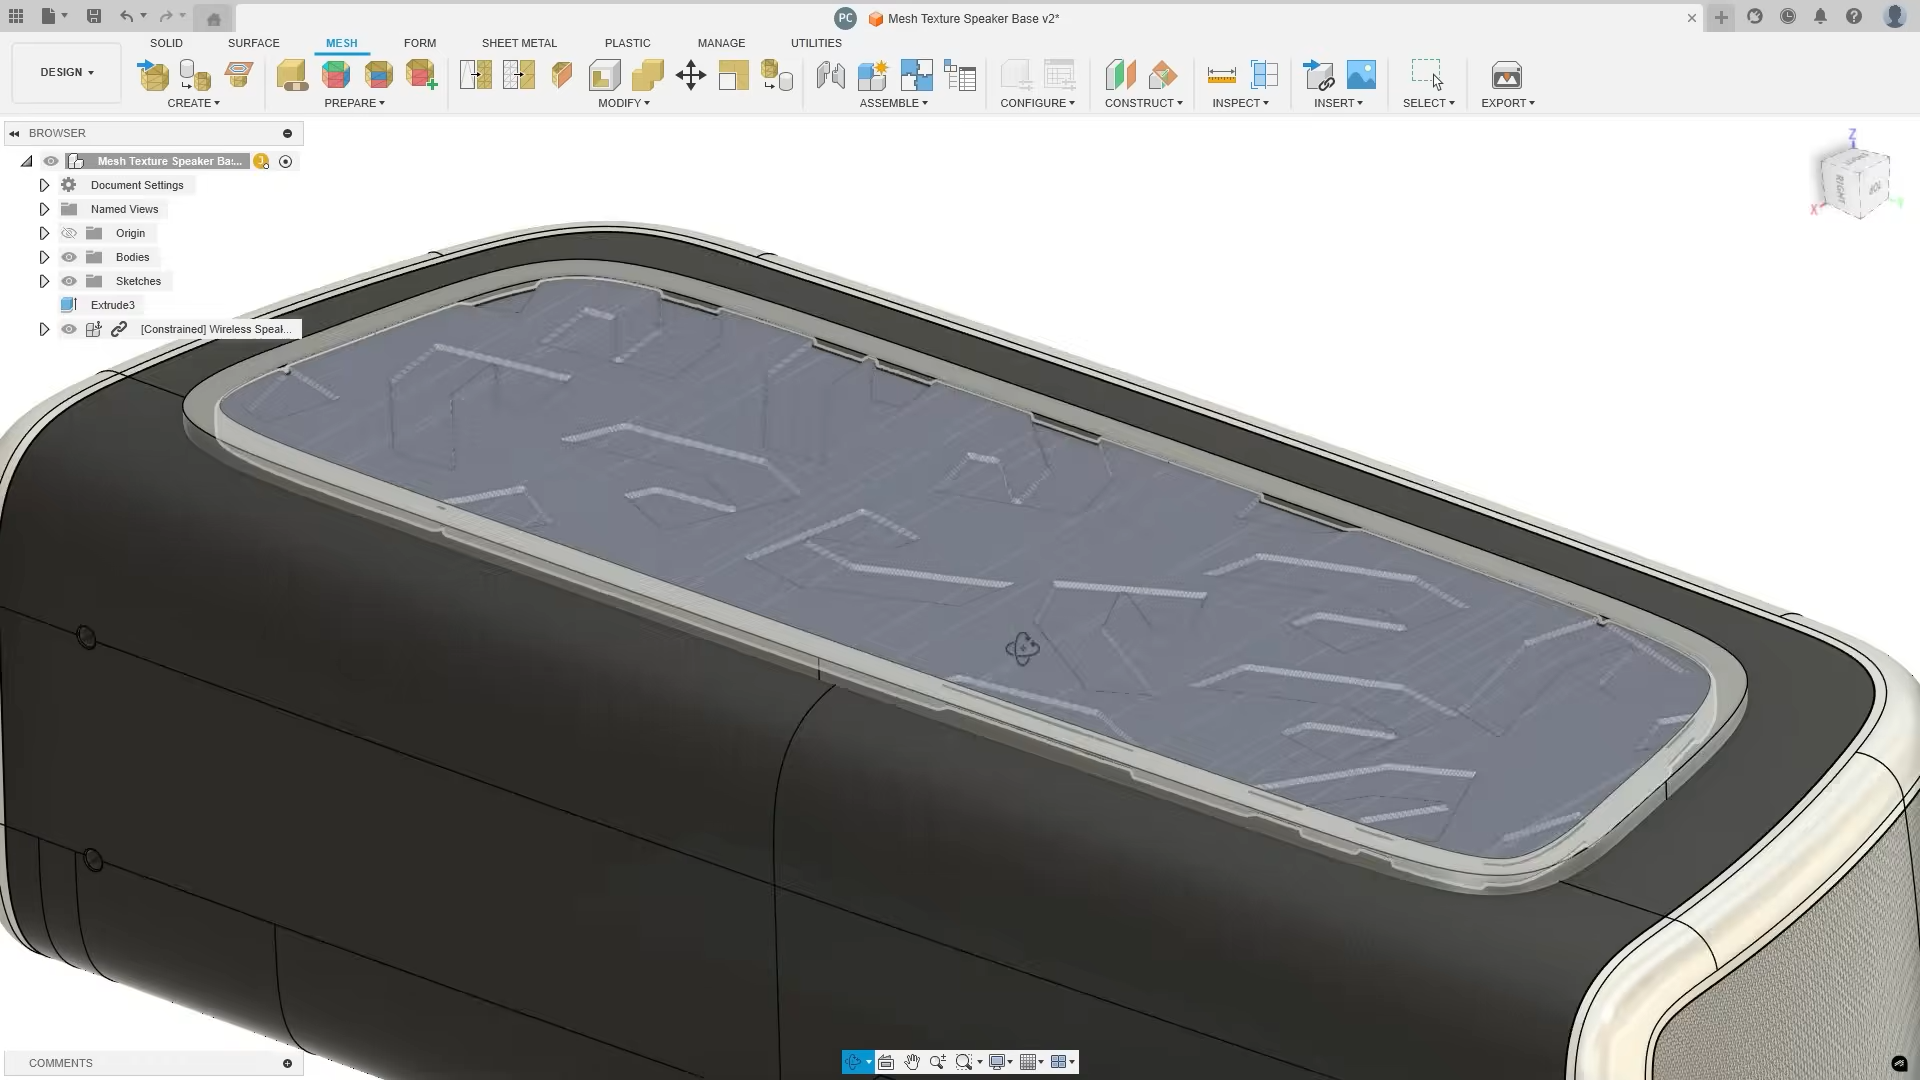 PC Mesh Texture Speaker Base v2*
SOLID SURFACE MESH FORM SHEET METAL PLASTIC MANAGE UTILITIES
DESIGN
CREATE PREPARE MODIFY ASSEMBLE CONFIGURE CONSTRUCT INSPECT INSERT SELECT EXPORT
BROWSER
Mesh Texture Speaker Ba:...
Document Settings
Named Views
Origin
Bodies
Sketches
Extrude3
[Constrained] Wireless Speak...
Z
RIGHT
TOP
X
COMMENTS